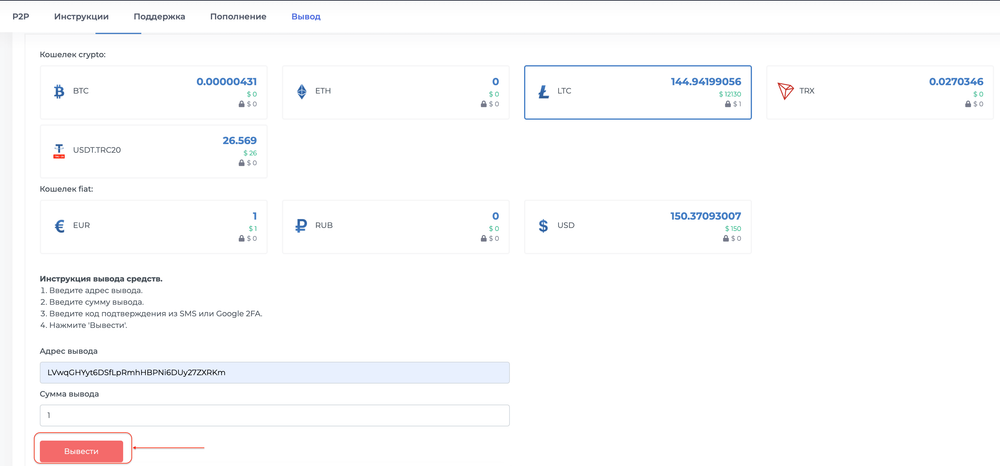 P2P Инструкции Поддержка Пополнение Вывод
Кошелек crypto:
BTC 0.00000431 $ 0 $ 0
ETH 0 $ 0 $ 0
LTC 144.94199056 $ 12130 $ 1
TRX 0.0270346 $ 0 $ 0
USDT.TRC20 26.569 $ 26 $ 0
Кошелек fiat:
EUR 1 $ 1 $ 0
RUB 0 $ 0 $ 0
USD 150.37093007 $ 150 $ 0
Инструкция вывода средств.
1. Введите адрес вывода.
2. Введите сумму вывода.
3. Введите код подтверждения из SMS или Google 2FA.
4. Нажмите 'Вывести'.
Адрес вывода
LVwqGHYyt6DSfLpRmhHBPNi6DUy27ZXRKm
Сумма вывода
1
Вывести